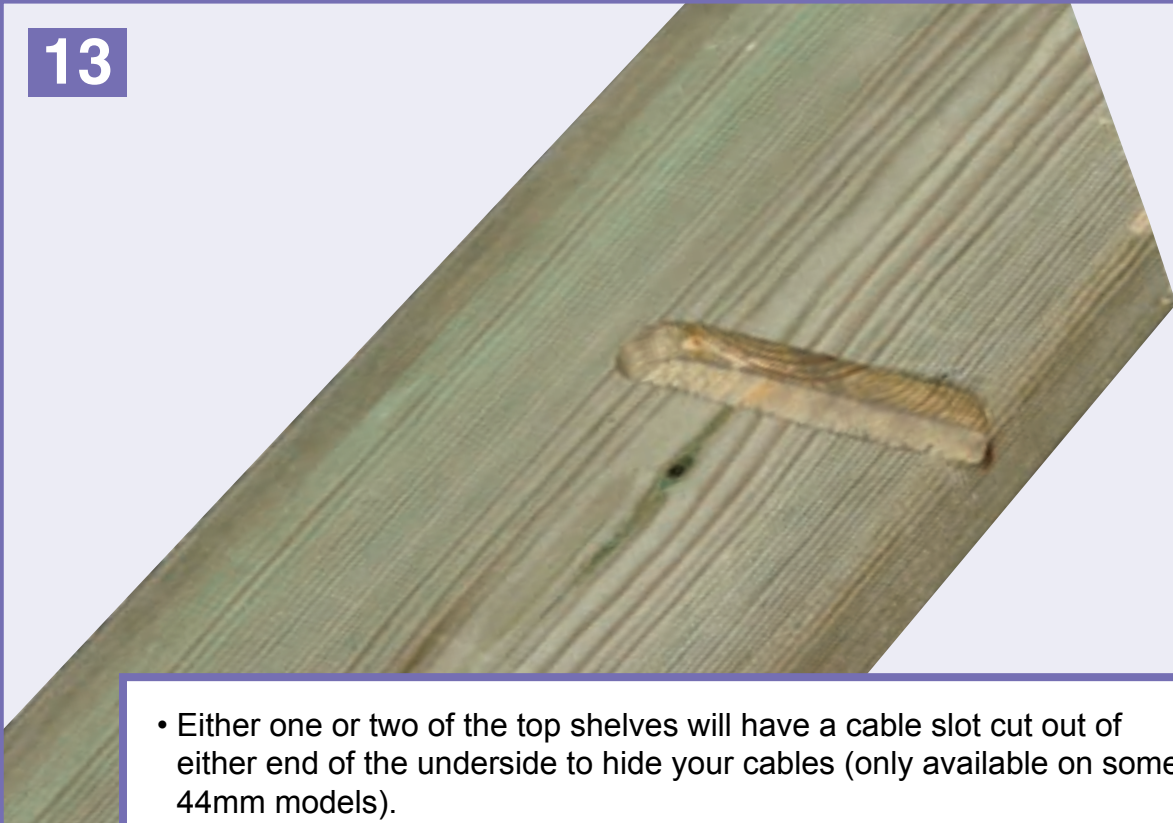 13
• Either one or two of the top shelves will have a cable slot cut out of
either end of the underside to hide your cables (only available on some
44mm models).